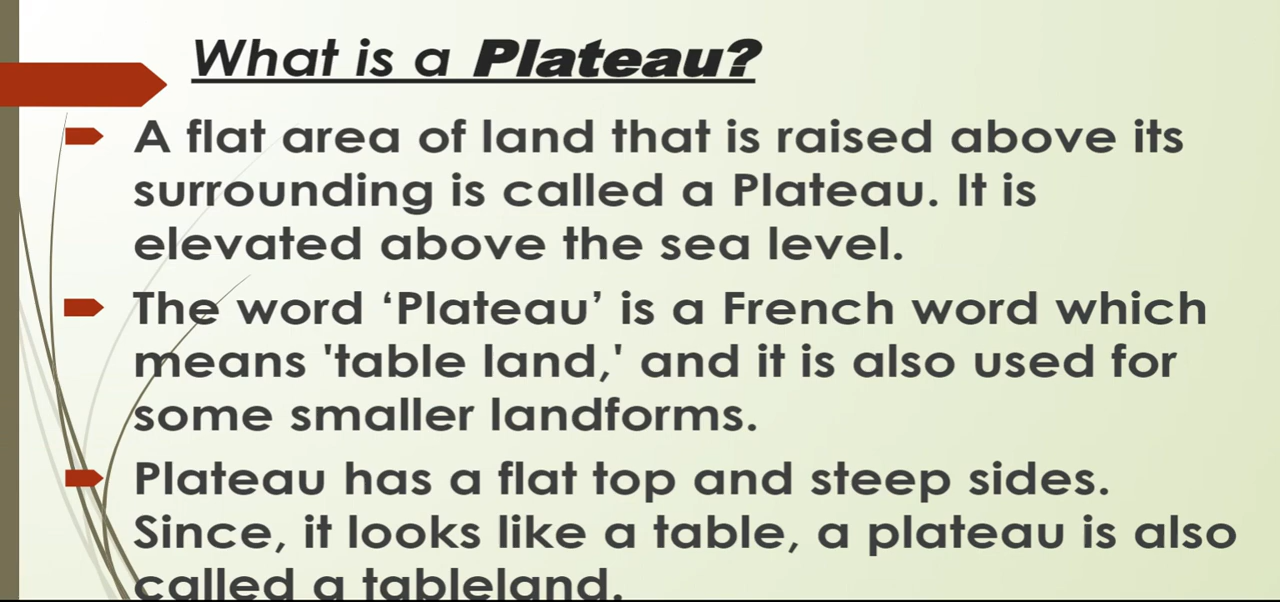 What is a Plateau?
A flat area of land that is raised above its
surrounding is called a Plateau. It is
elevated above the sea level.
The word ‘Plateau’ is a French word which
means 'table land,' and it is also used for
some smaller landforms.
Plateau has a flat top and steep sides.
Since, it looks like a table, a plateau is also
called a tableland.